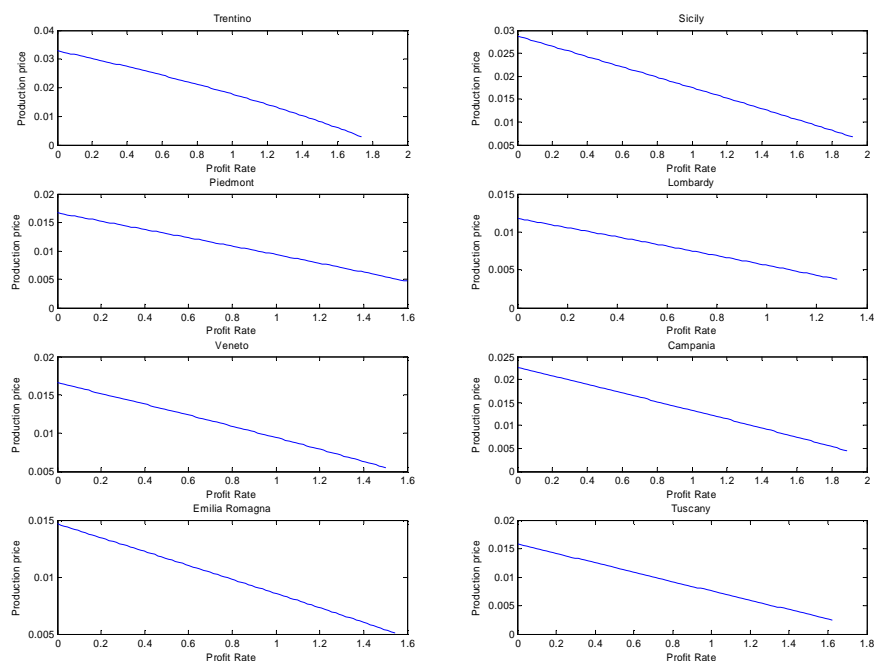 Trentino
0.04
0.03
0.02
0.01
0
Production price
0 0.2 0.4 0.6 0.8 1 1.2 1.4 1.6 1.8 2
Profit Rate
Sicily
0.03
0.025
0.02
0.015
0.01
0.005
Production price
0 0.2 0.4 0.6 0.8 1 1.2 1.4 1.6 1.8 2
Profit Rate
Piedmont
0.02
0.015
0.01
0.005
0
Production price
0 0.2 0.4 0.6 0.8 1 1.2 1.4 1.6
Profit Rate
Lombardy
0.015
0.01
0.005
0
Production price
0 0.2 0.4 0.6 0.8 1 1.2 1.4
Profit Rate
Veneto
0.02
0.015
0.01
0.005
Production price
0 0.2 0.4 0.6 0.8 1 1.2 1.4 1.6
Profit Rate
Campania
0.025
0.02
0.015
0.01
0.005
0
Production price
0 0.2 0.4 0.6 0.8 1 1.2 1.4 1.6 1.8 2
Profit Rate
Emilia Romagna
0.015
0.01
0.005
Production price
0 0.2 0.4 0.6 0.8 1 1.2 1.4 1.6
Profit Rate
Tuscany
0.02
0.015
0.01
0.005
0
Production price
0 0.2 0.4 0.6 0.8 1 1.2 1.4 1.6 1.8
Profit Rate